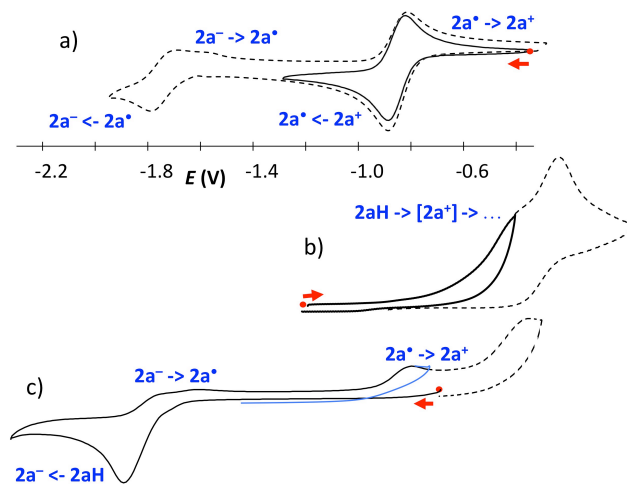 a)
2a⁻ -> 2a•
2a• -> 2a⁺
2a⁻ <- 2a•
2a• <- 2a⁺
-2.2 -1.8 -1.4 -1.0 -0.6
E (V)
2aH -> [2a⁺] -> ...
b)
2a• -> 2a⁺
2a⁻ -> 2a•
c)
2a⁻ <- 2aH